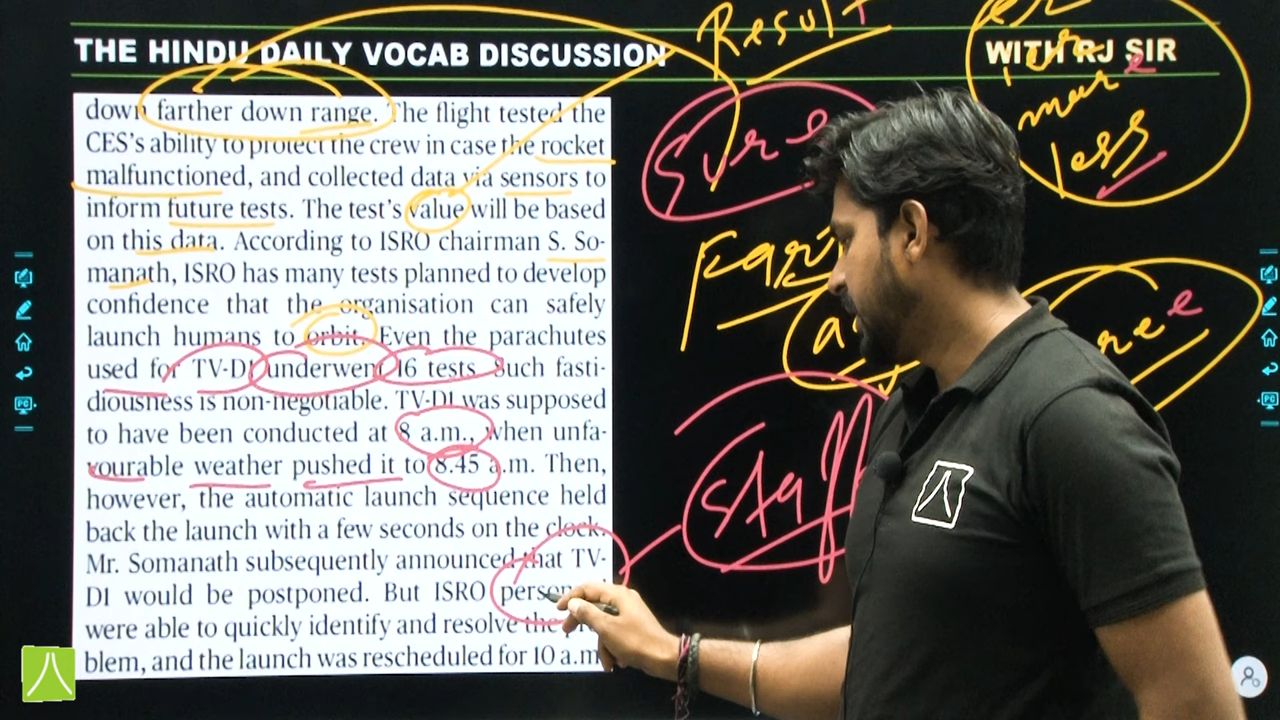 THE HINDU DAILY VOCAB DISCUSSION
WITH RJ SIR
down farther down range. The flight tested the
CES's ability to protect the crew in case the rocket
malfunctioned, and collected data via sensors to
inform future tests. The test's value will be based
on this data. According to ISRO chairman S. So-
manath, ISRO has many tests planned to develop
confidence that the organisation can safely
launch humans to orbit. Even the parachutes
used for TV-D1 underwent 16 tests. Such fasti-
diousness is non-negotiable. TV-D1 was supposed
to have been conducted at 8 a.m., when unfa-
vourable weather pushed it to 8.45 a.m. Then,
however, the automatic launch sequence held
back the launch with a few seconds on the clock.
Mr. Somanath subsequently announced that TV-
D1 would be postponed. But ISRO
were able to quickly identify and resolve the
blem, and the launch was rescheduled for 10 a.m
Result
er
more
less
Sure
Staff
PC
PC